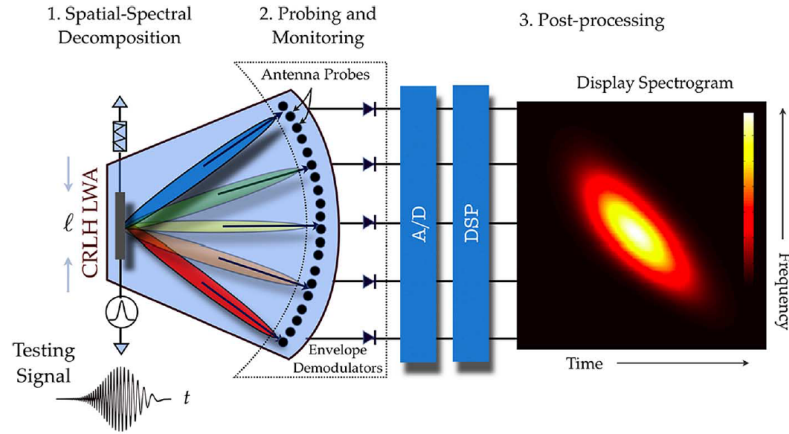 1. Spatial-Spectral
Decomposition
2. Probing and
Monitoring
3. Post-processing
Antenna Probes
Display Spectrogram
CRLH LWA
ℓ
A/D
DSP
Frequency
Envelope
Demodulators
Time
Testing
Signal
t